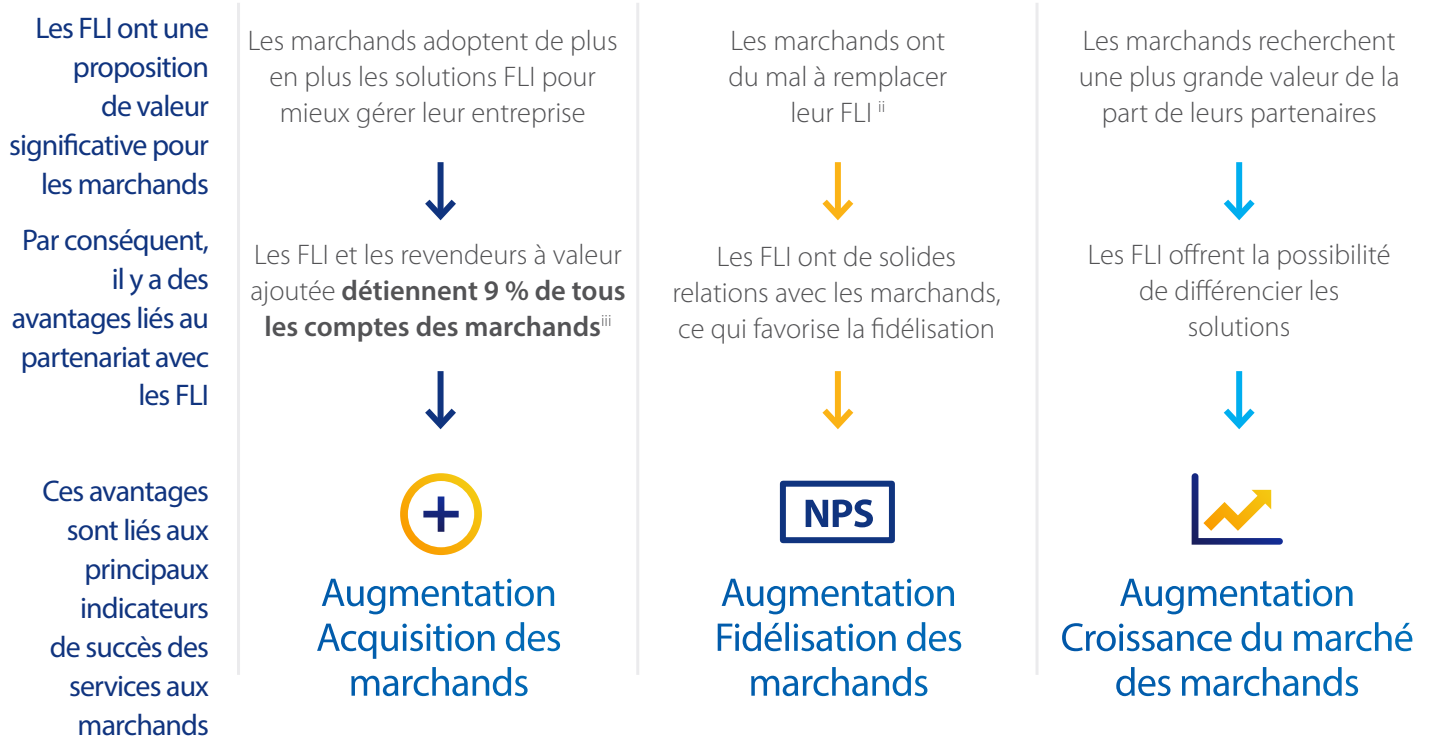 Les FLI ont une
proposition
de valeur
significative pour
les marchands
Les marchands adoptent de plus
en plus les solutions FLI pour
mieux gérer leur entreprise
Les marchands ont
du mal à remplacer
leur FLI ii
Les marchands recherchent
une plus grande valeur de la
part de leurs partenaires
Par conséquent,
il y a des
avantages liés au
partenariat avec
les FLI
Les FLI et les revendeurs à valeur
ajoutée détiennent 9 % de tous
les comptes des marchandsiii
Les FLI ont de solides
relations avec les marchands,
ce qui favorise la fidélisation
Les FLI offrent la possibilité
de différencier les
solutions
Ces avantages
sont liés aux
principaux
indicateurs
de succès des
services aux
marchands
Augmentation
Acquisition des
marchands
NPS
Augmentation
Fidélisation des
marchands
Augmentation
Croissance du marché
des marchands